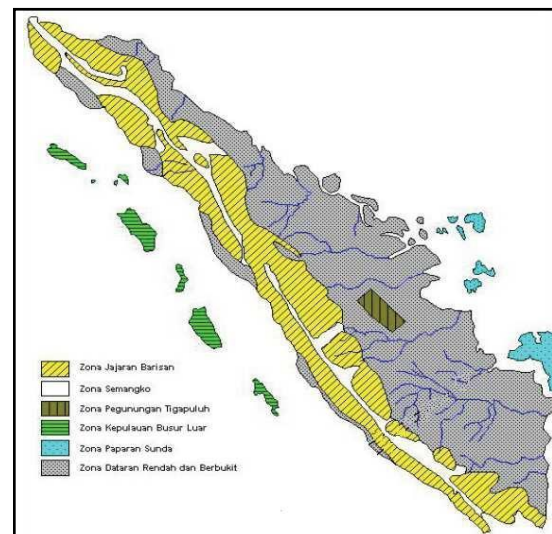 Zona Jajaran Barisan
Zona Semangko
Zona Pegunungan Tigapuluh
Zona Kepulauan Busur Luar
Zona Paparan Sunda
Zona Dataran Rendah dan Berbukit